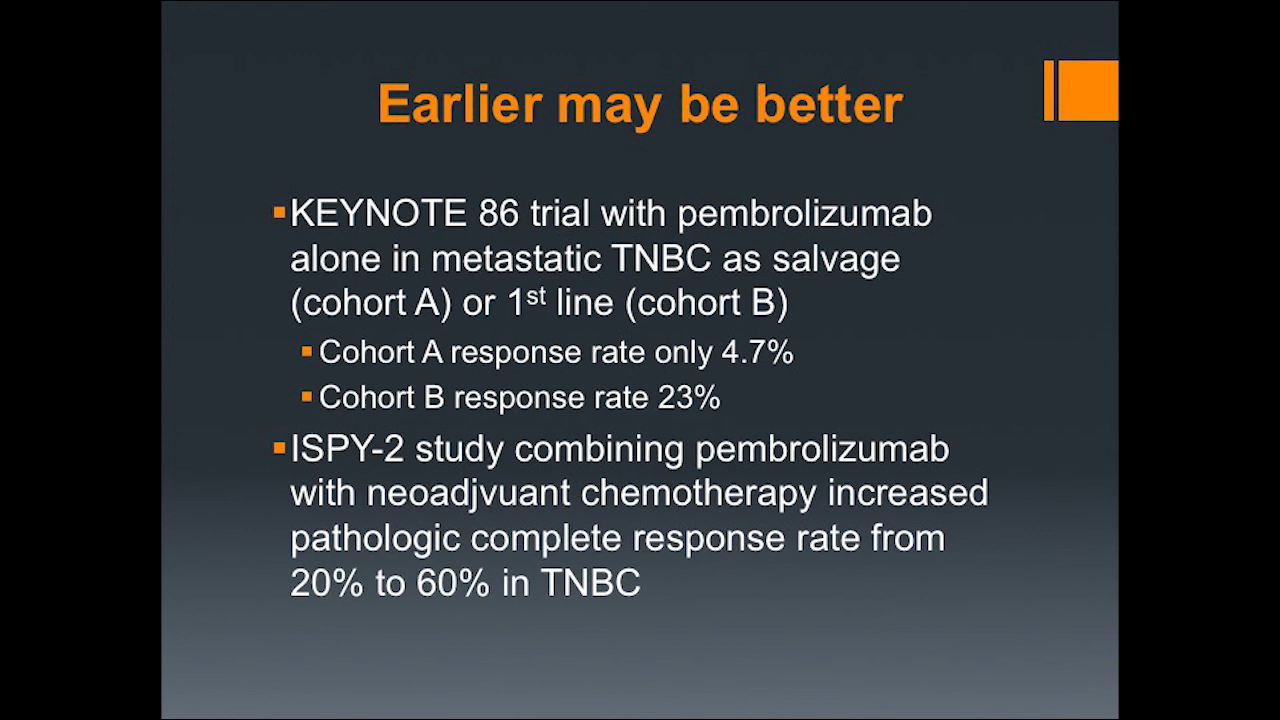 Earlier may be better
▪KEYNOTE 86 trial with pembrolizumab
alone in metastatic TNBC as salvage
(cohort A) or 1st line (cohort B)
▪Cohort A response rate only 4.7%
▪Cohort B response rate 23%
▪ISPY-2 study combining pembrolizumab
with neoadjvuant chemotherapy increased
pathologic complete response rate from
20% to 60% in TNBC